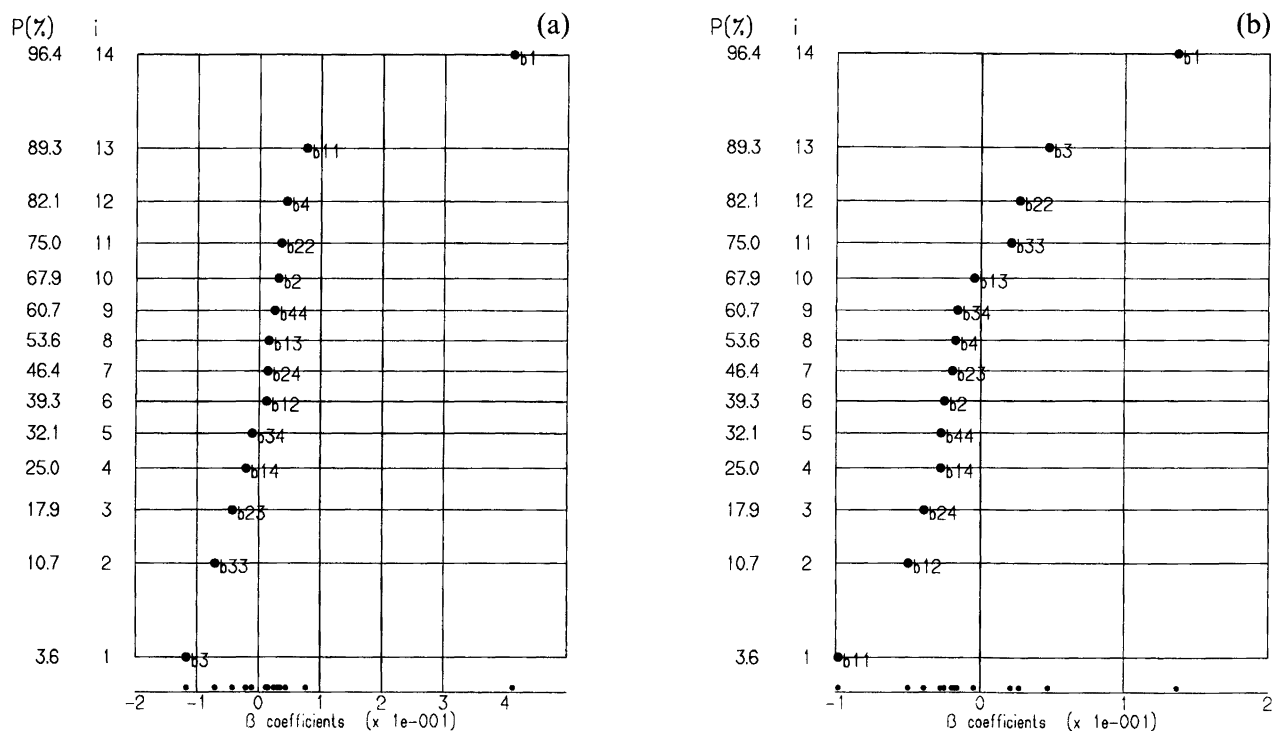 (a)
P(%) i
96.4 14 b1
89.3 13 b11
82.1 12 b4
75.0 11 b22
67.9 10 b2
60.7 9 b44
53.6 8 b13
46.4 7 b24
39.3 6 b12
32.1 5 b34
25.0 4 b14
17.9 3 b23
10.7 2 b33
3.6 1 b3
-2 -1 0 1 2 3 4
β coefficients (x 1e-001)
(b)
P(%) i
96.4 14 b1
89.3 13 b3
82.1 12 b22
75.0 11 b33
67.9 10 b13
60.7 9 b34
53.6 8 b4
46.4 7 b23
39.3 6 b2
32.1 5 b44
25.0 4 b14
17.9 3 b24
10.7 2 b12
3.6 1 b11
-1 0 1 2
β coefficients (x 1e-001)